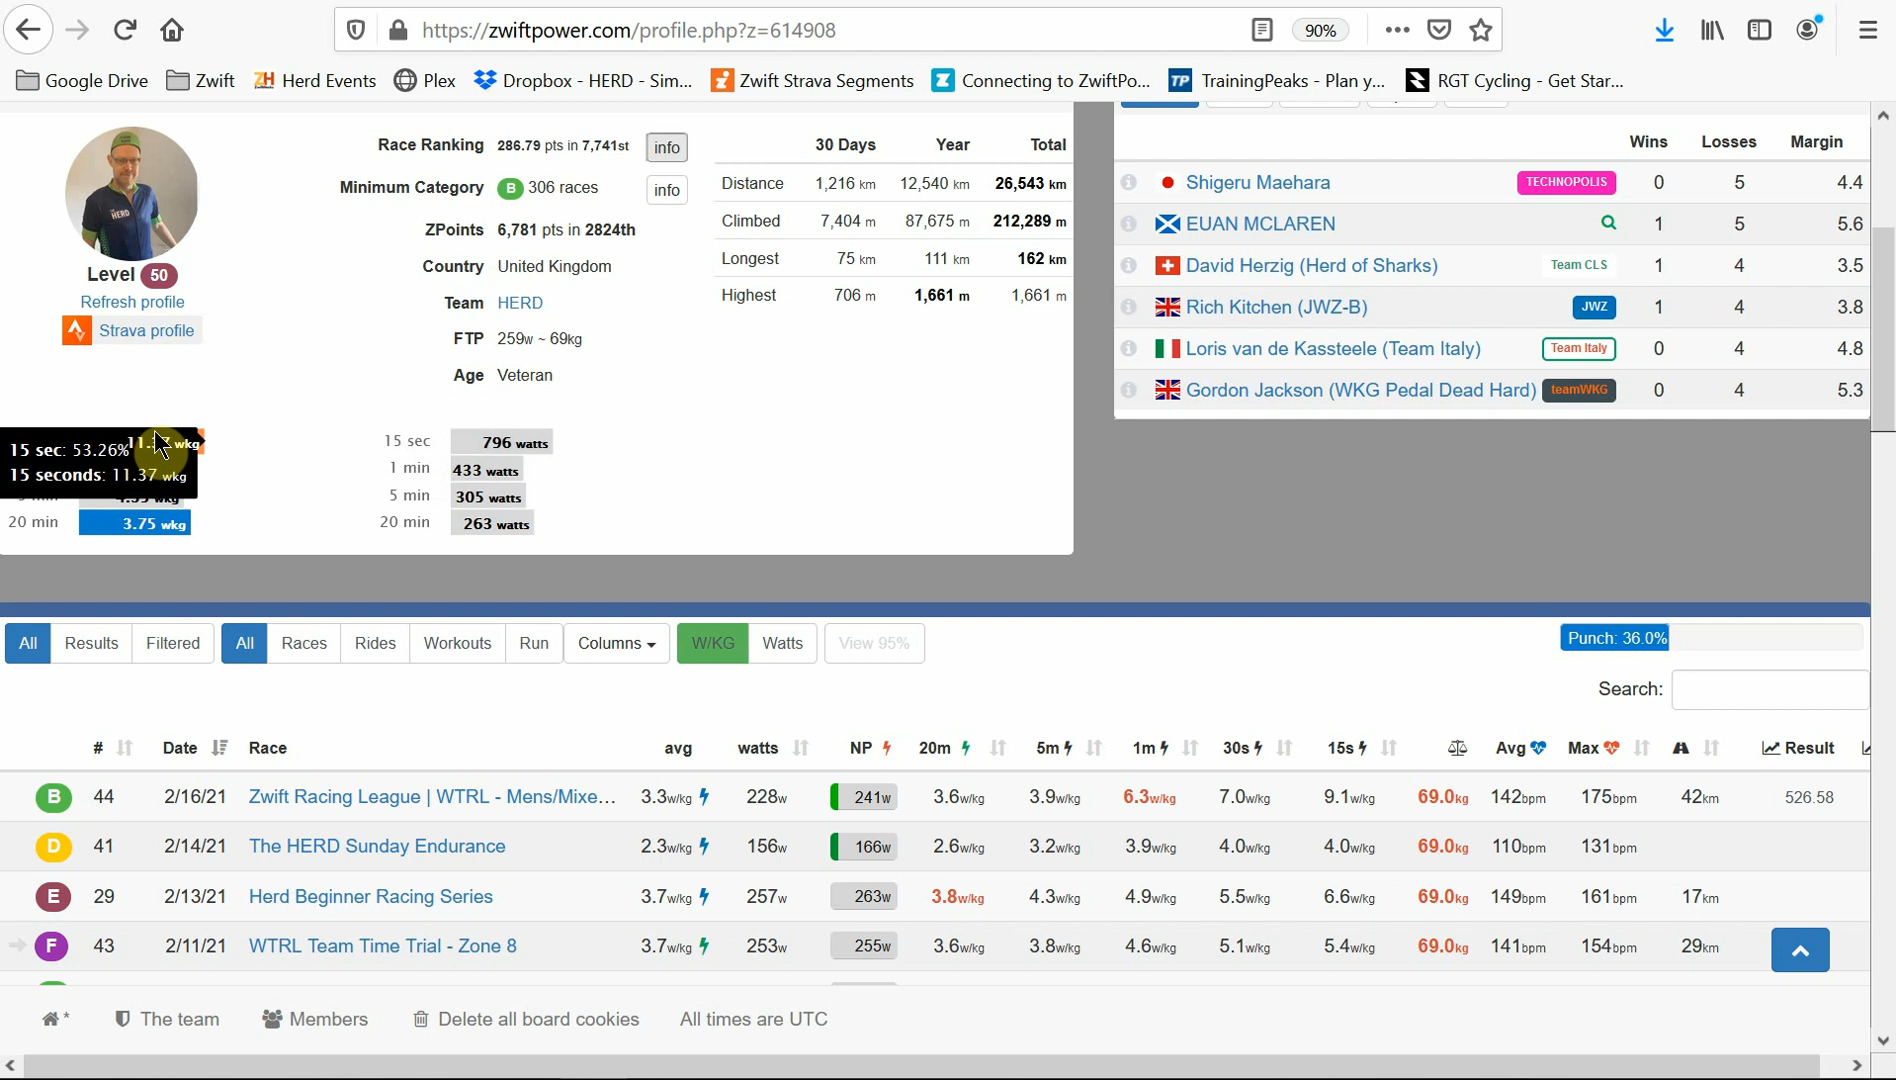 https://zwiftpower.com/profile.php?z=614908
90%
Google Drive
Zwift
ZH Herd Events
Plex
Dropbox - HERD - Sim...
Zwift Strava Segments
Z Connecting to ZwiftPo...
TP TrainingPeaks - Plan y...
RGT Cycling - Get Star...
Level 50
Refresh profile
Strava profile
Race Ranking 286.79 pts in 7,741st info
Minimum Category B 306 races info
ZPoints 6,781 pts in 2824th
Country United Kingdom
Team HERD
FTP 259w ~ 69kg
Age Veteran
30 Days Year Total
Distance 1,216 km 12,540 km 26,543 km
Climbed 7,404 m 87,675 m 212,289 m
Longest 75 km 111 km 162 km
Highest 706 m 1,661 m 1,661 m
Wins Losses Margin
Shigeru Maehara TECHNOPOLIS 0 5 4.4
EUAN MCLAREN 1 5 5.6
David Herzig (Herd of Sharks) Team CLS 1 4 3.5
Rich Kitchen (JWZ-B) JWZ 1 4 3.8
Loris van de Kassteele (Team Italy) Team Italy 0 4 4.8
Gordon Jackson (WKG Pedal Dead Hard) teamWKG 0 4 5.3
15 sec: 53.26%
15 seconds: 11.37 wkg
20 min 3.75 wkg
15 sec 796 watts
1 min 433 watts
5 min 305 watts
20 min 263 watts
All Results Filtered All Races Rides Workouts Run Columns W/KG Watts View 95%
Punch: 36.0%
Search:
# Date Race avg watts NP 20m 5m 1m 30s 15s Avg Max Result
B 44 2/16/21 Zwift Racing League | WTRL - Mens/Mixe... 3.3w/kg 228w 241w 3.6w/kg 3.9w/kg 6.3w/kg 7.0w/kg 9.1w/kg 69.0kg 142bpm 175bpm 42km 526.58
D 41 2/14/21 The HERD Sunday Endurance 2.3w/kg 156w 166w 2.6w/kg 3.2w/kg 3.9w/kg 4.0w/kg 4.0w/kg 69.0kg 110bpm 131bpm
E 29 2/13/21 Herd Beginner Racing Series 3.7w/kg 257w 263w 3.8w/kg 4.3w/kg 4.9w/kg 5.5w/kg 6.6w/kg 69.0kg 149bpm 161bpm 17km
F 43 2/11/21 WTRL Team Time Trial - Zone 8 3.7w/kg 253w 255w 3.6w/kg 3.8w/kg 4.6w/kg 5.1w/kg 5.4w/kg 69.0kg 141bpm 154bpm 29km
* The team Members Delete all board cookies All times are UTC